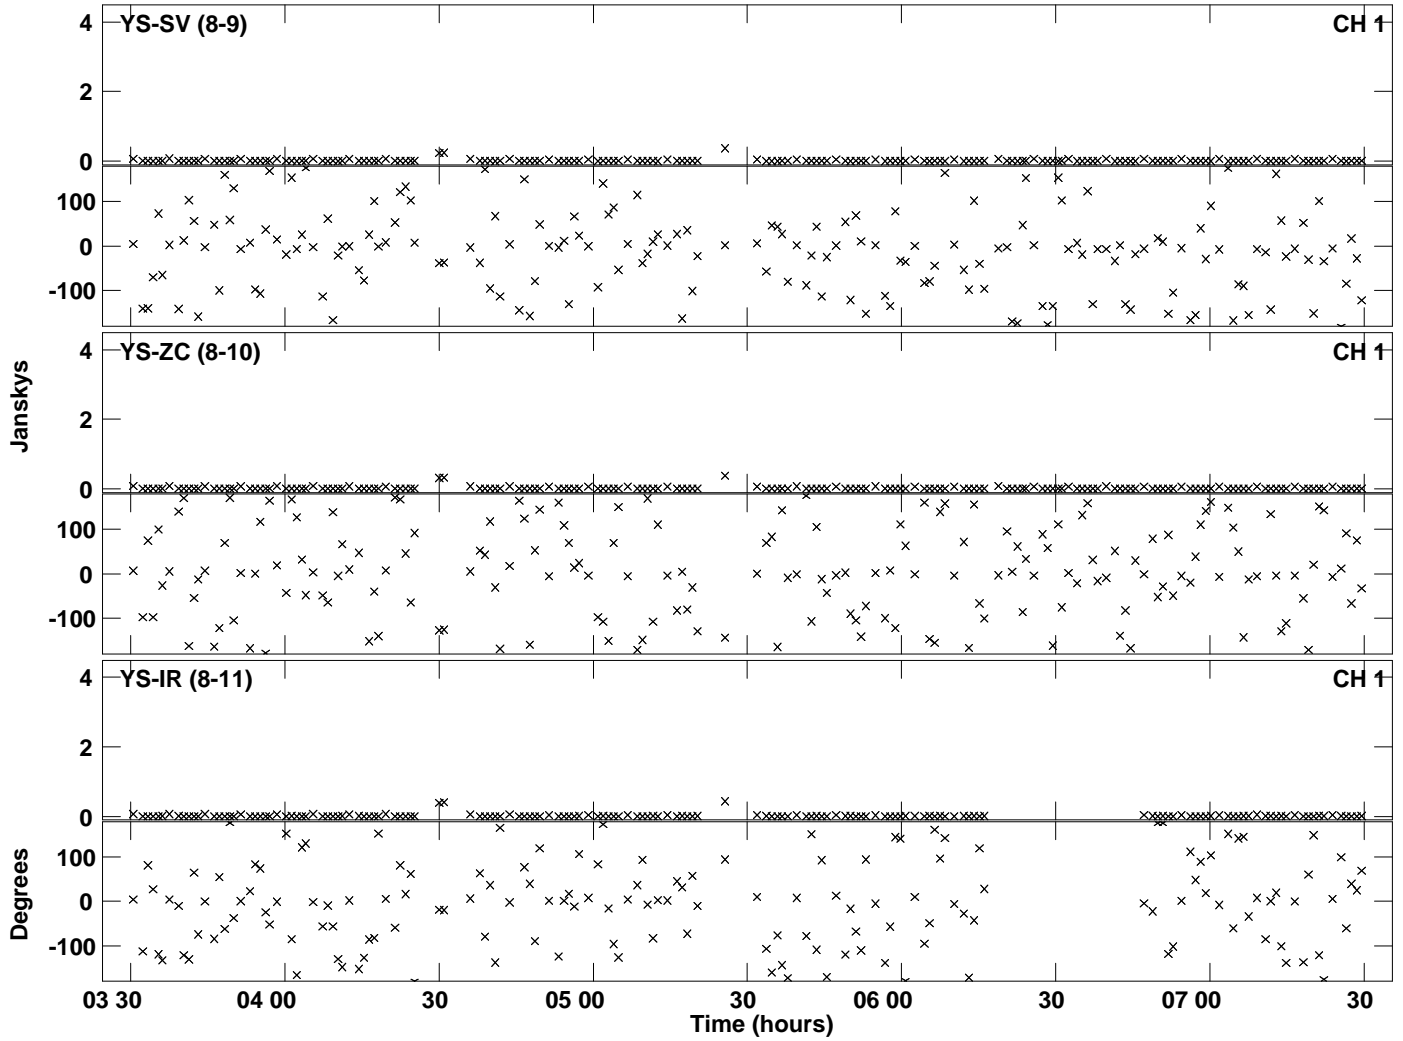 4 YS-SV (8-9) CH 1
2
0
100
0
-100
4 YS-ZC (8-10) CH 1
2
0
100
0
-100
Janskys
4 YS-IR (8-11) CH 1
2
0
100
0
-100
Degrees
03 30 04 00 30 05 00 30 06 00 30 07 00 30
Time (hours)